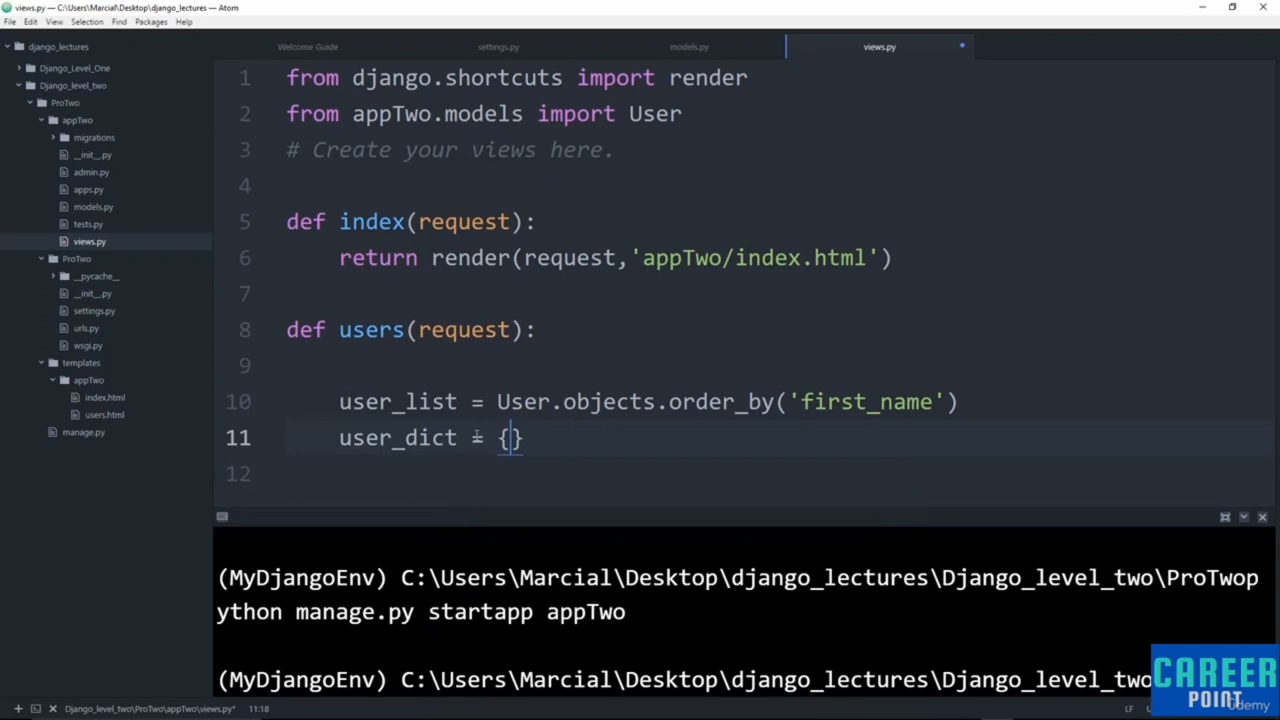 views.py — C:\Users\Marcial\Desktop\django_lectures — Atom
File Edit View Selection Find Packages Help
django_lectures
Django_Level_One
Django_level_two
ProTwo
appTwo
migrations
__init__.py
admin.py
apps.py
models.py
tests.py
views.py
ProTwo
__pycache__
__init__.py
settings.py
urls.py
wsgi.py
templates
appTwo
index.html
users.html
manage.py
Welcome Guide settings.py models.py views.py
1 from django.shortcuts import render
2 from appTwo.models import User
3 # Create your views here.
4
5 def index(request):
6 return render(request,'appTwo/index.html')
7
8 def users(request):
9
10 user_list = User.objects.order_by('first_name')
11 user_dict = {}
12
(MyDjangoEnv) C:\Users\Marcial\Desktop\django_lectures\Django_level_two\ProTwop
ython manage.py startapp appTwo
(MyDjangoEnv) C:\Users\Marcial\Desktop\django_lectures\Django_level_two
CAREER
POINT
Udemy
Django_level_two\ProTwo\appTwo\views.py* 11:18 LF